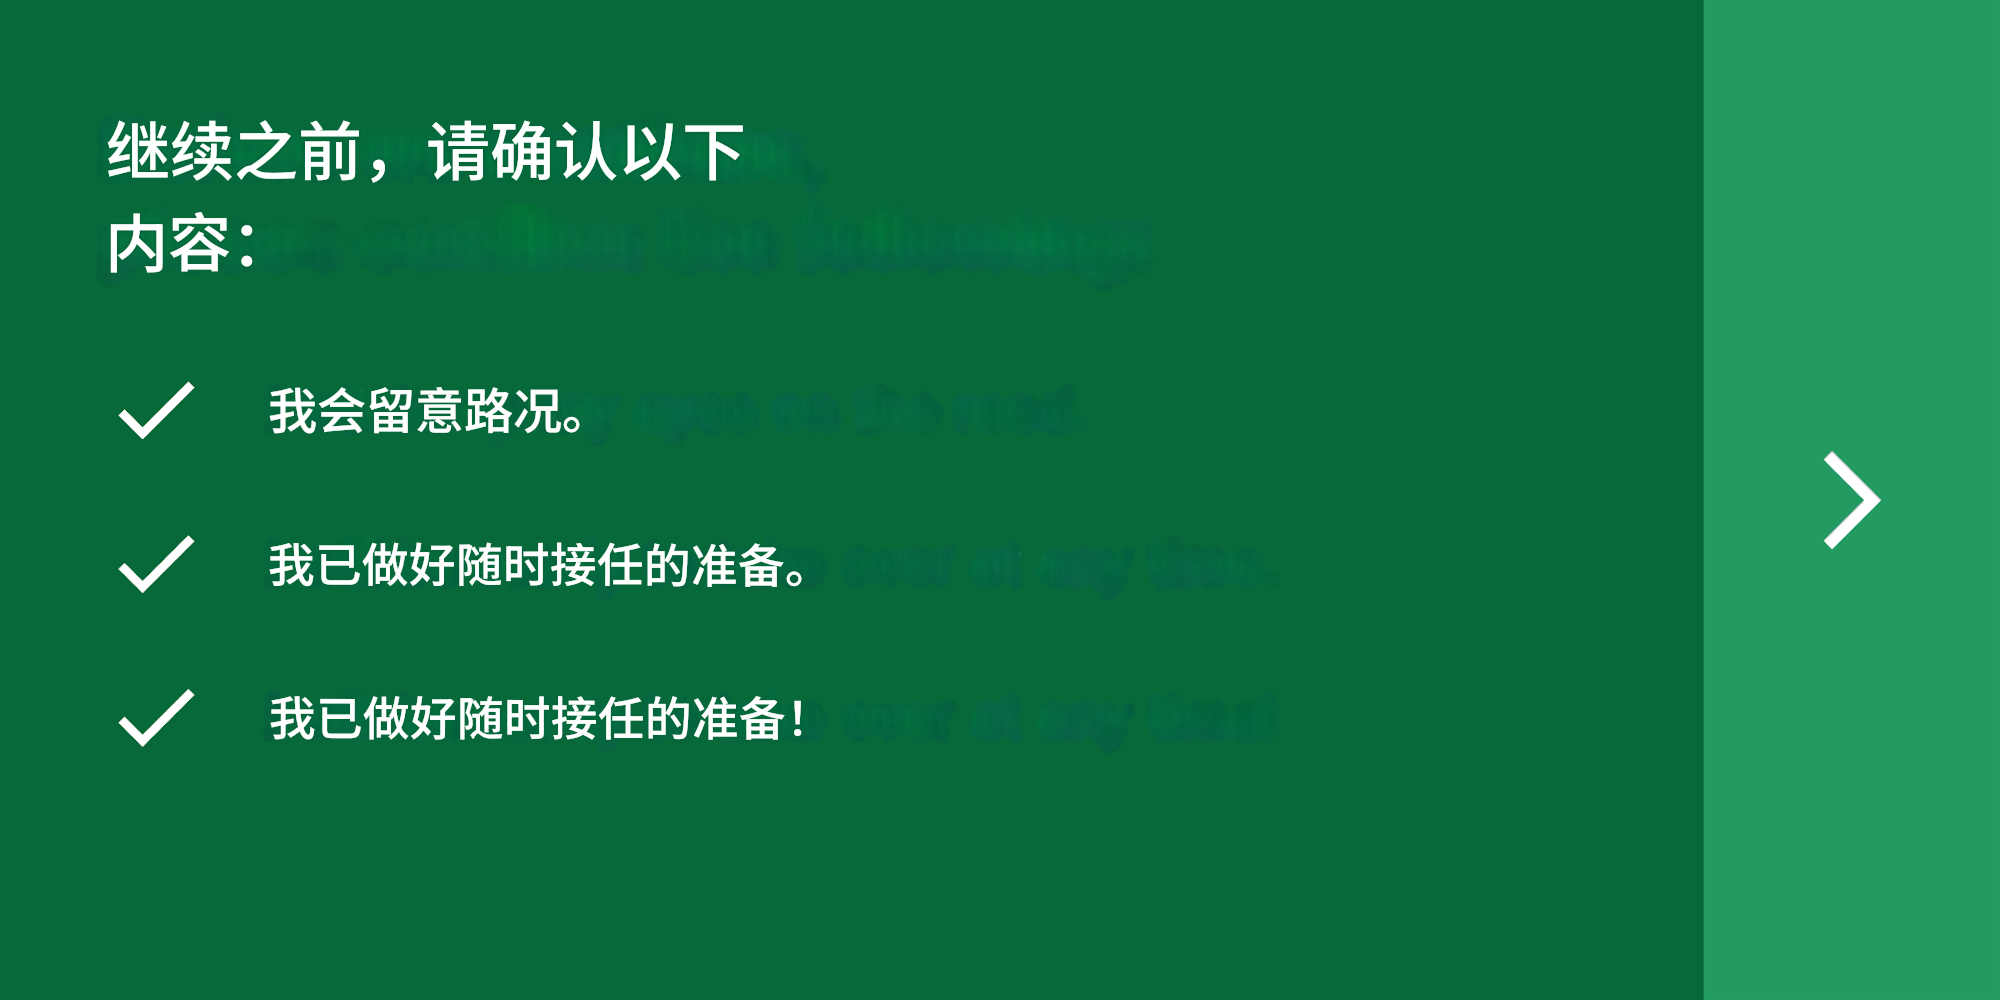 继续之前，请确认以下
内容：
我会留意路况。
我已做好随时接任的准备。
我已做好随时接任的准备！